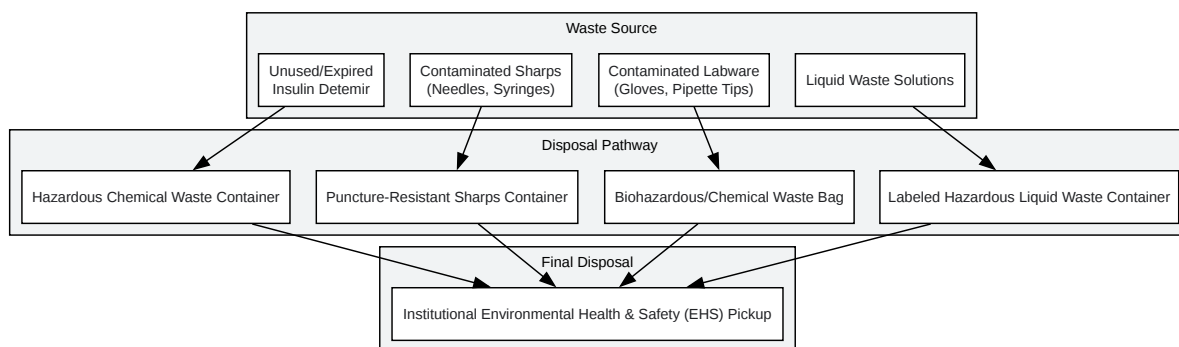 Waste Source
Unused/Expired
Insulin Detemir
Contaminated Sharps
(Needles, Syringes)
Contaminated Labware
(Gloves, Pipette Tips)
Liquid Waste Solutions
Disposal Pathway
Hazardous Chemical Waste Container
Puncture-Resistant Sharps Container
Biohazardous/Chemical Waste Bag
Labeled Hazardous Liquid Waste Container
Final Disposal
Institutional Environmental Health & Safety (EHS) Pickup